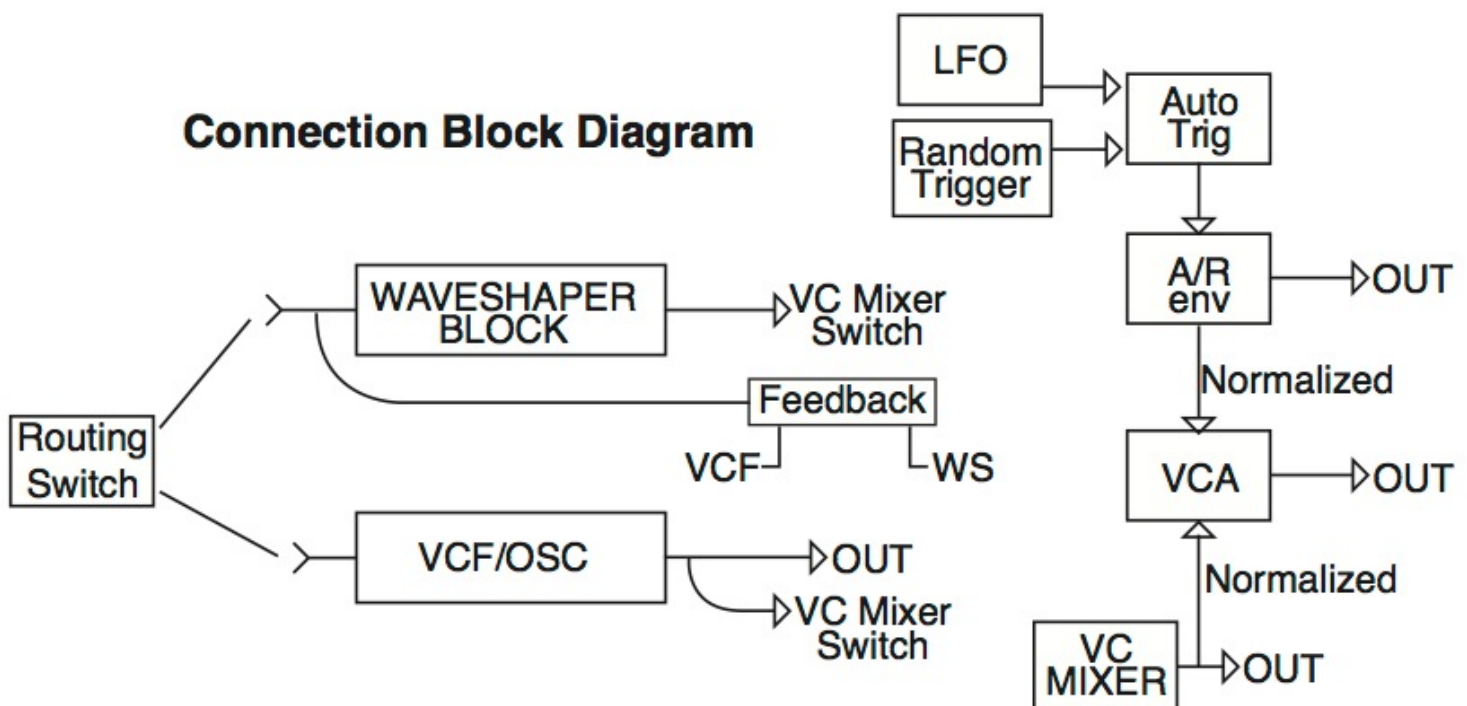 Connection Block Diagram
LFO
Random
Trigger
Auto
Trig
A/R
env
OUT
Normalized
VCA
OUT
Normalized
VC
MIXER
OUT
WAVESHAPER
BLOCK
VC Mixer
Switch
Feedback
VCF
WS
Routing
Switch
VCF/OSC
OUT
VC Mixer
Switch